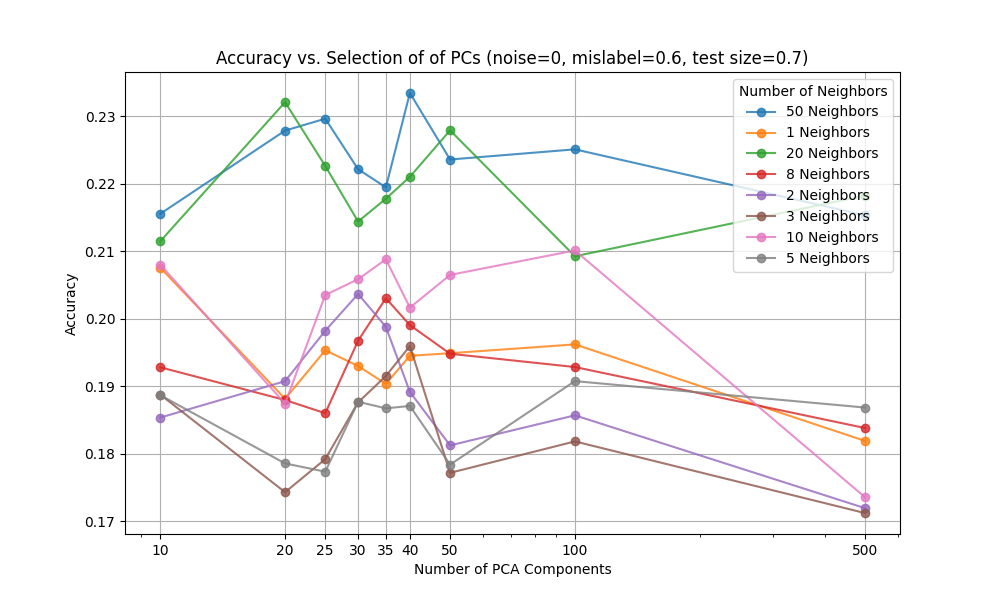 Accuracy vs. Selection of of PCs (noise=0, mislabel=0.6, test size=0.7)
Accuracy
0.23
0.22
0.21
0.20
0.19
0.18
0.17
Number of Neighbors
50 Neighbors
1 Neighbors
20 Neighbors
8 Neighbors
2 Neighbors
3 Neighbors
10 Neighbors
5 Neighbors
10 20 25 30 35 40 50 100 500
Number of PCA Components